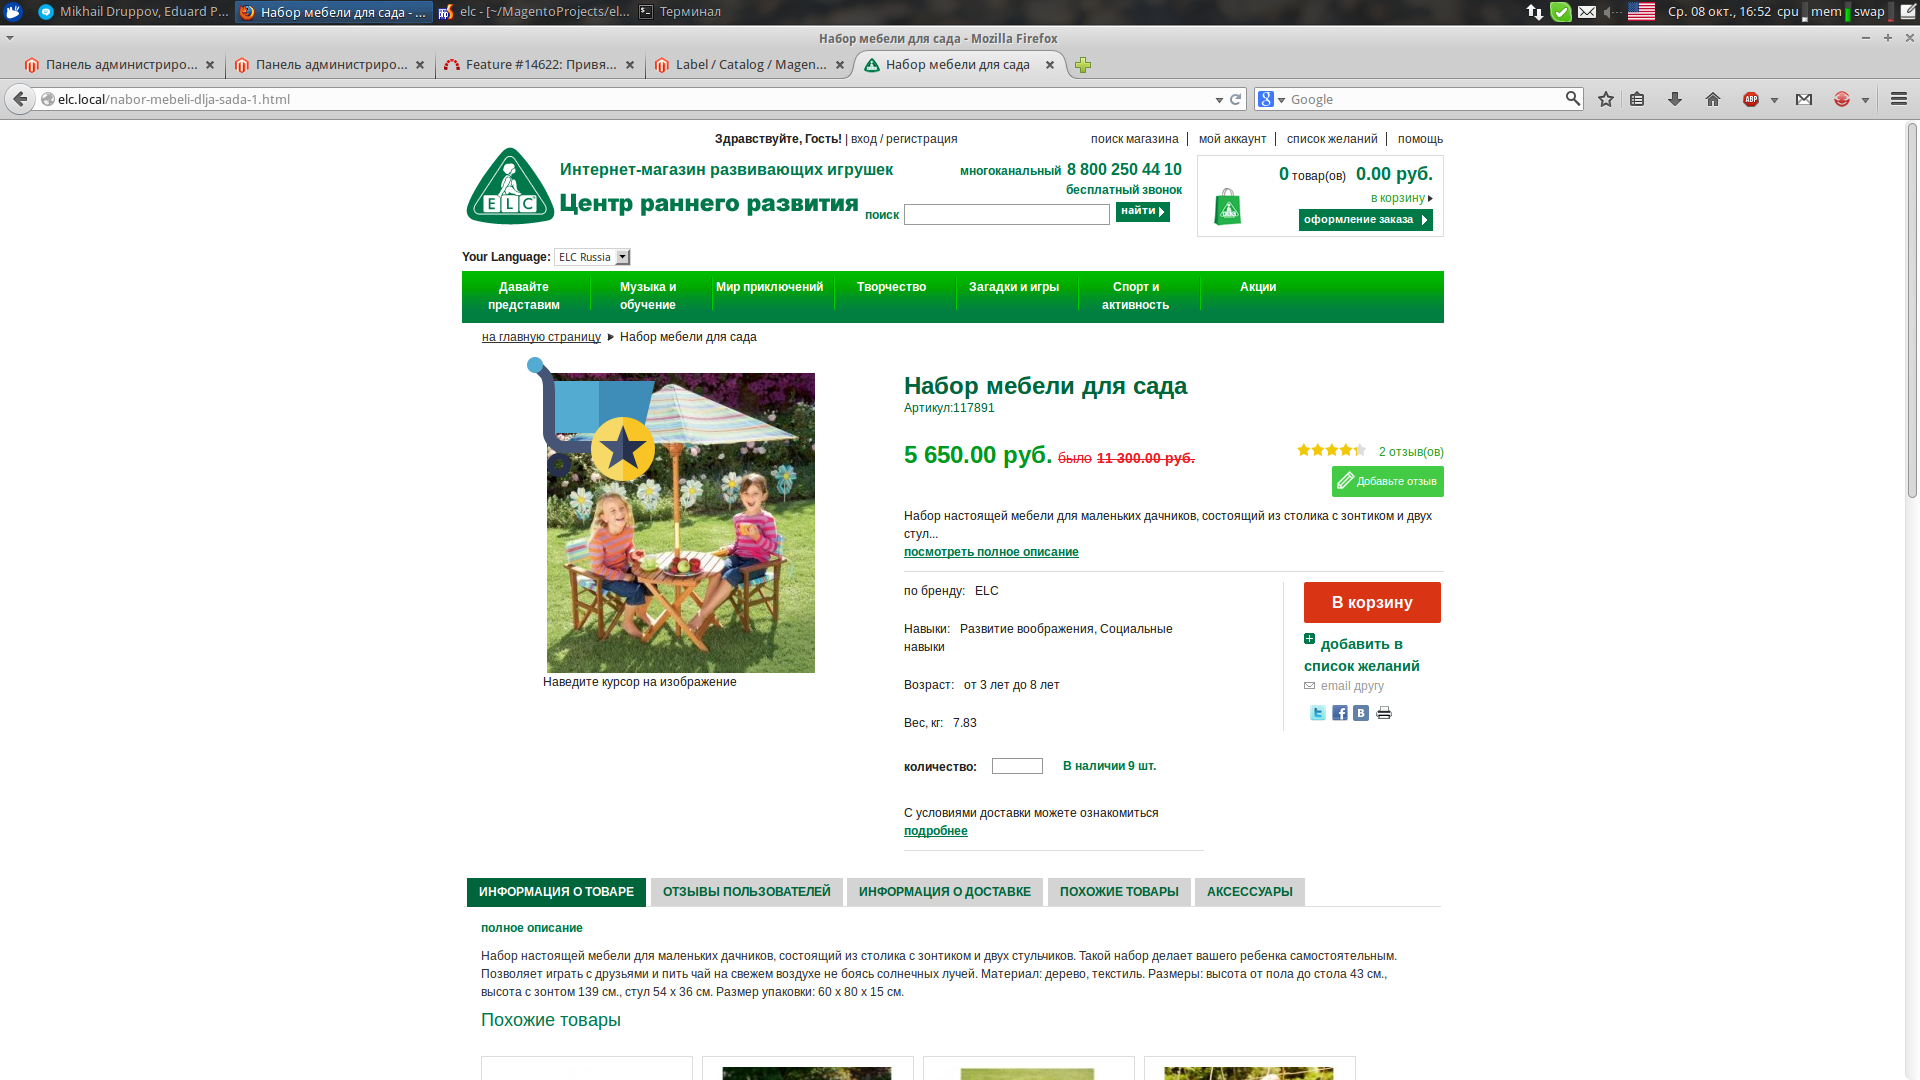 Mikhail Druppov, Eduard P...
Набор мебели для сада - ...
elc - [~/MagentoProjects/el...
Терминал
Ср. 08 окт., 16:52 cpu mem swap
Набор мебели для сада - Mozilla Firefox
Панель администриро...
Панель администриро...
Feature #14622: Привя...
Label / Catalog / Magen...
Набор мебели для сада
elc.local/nabor-mebeli-dlja-sada-1.html
8
Google
ABP
Здравствуйте, Гость! | вход / регистрация
поиск магазина
мой аккаунт
список желаний
помощь
ELC
Интернет-магазин развивающих игрушек
Центр раннего развития
многоканальный 8 800 250 44 10
бесплатный звонок
поиск
найти
0 товар(ов) 0.00 руб.
в корзину
оформление заказа
Your Language: ELC Russia
Давайте представим
Музыка и обучение
Мир приключений
Творчество
Загадки и игры
Спорт и активность
Акции
на главную страницу
Набор мебели для сада
Наведите курсор на изображение
Набор мебели для сада
Артикул:117891
5 650.00 руб. было 11 300.00 руб.
2 отзыв(ов)
Добавьте отзыв
Набор настоящей мебели для маленьких дачников, состоящий из столика с зонтиком и двух
стул...
посмотреть полное описание
по бренду: ELC
Навыки: Развитие воображения, Социальные
навыки
Возраст: от 3 лет до 8 лет
Вес, кг: 7.83
количество:
В наличии 9 шт.
С условиями доставки можете ознакомиться
подробнее
В корзину
добавить в
список желаний
email другу
ИНФОРМАЦИЯ О ТОВАРЕ
ОТЗЫВЫ ПОЛЬЗОВАТЕЛЕЙ
ИНФОРМАЦИЯ О ДОСТАВКЕ
ПОХОЖИЕ ТОВАРЫ
АКСЕССУАРЫ
полное описание
Набор настоящей мебели для маленьких дачников, состоящий из столика с зонтиком и двух стульчиков. Такой набор делает вашего ребенка самостоятельным.
Позволяет играть с друзьями и пить чай на свежем воздухе не боясь солнечных лучей. Материал: дерево, текстиль. Размеры: высота от пола до стола 43 см.,
высота с зонтом 139 см., стул 54 х 36 см. Размер упаковки: 60 х 80 х 15 см.
Похожие товары